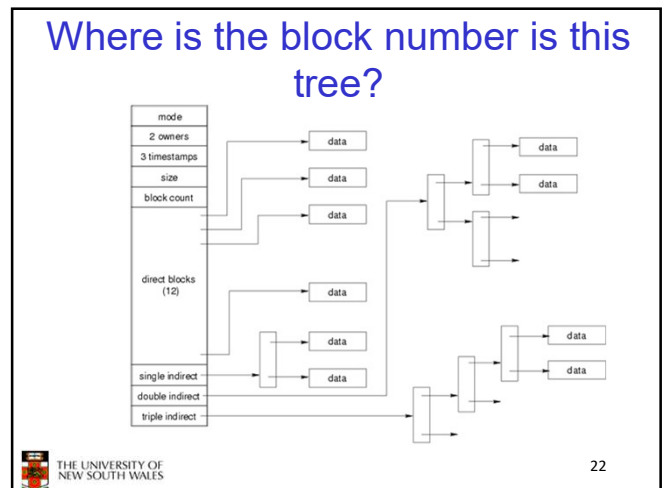 Where is the block number is this
tree?
mode
2 owners
3 timestamps
size
block count
direct blocks
(12)
single indirect
double indirect
triple indirect
data
data
data
data
data
data
data
data
data
data
THE UNIVERSITY OF
NEW SOUTH WALES
22